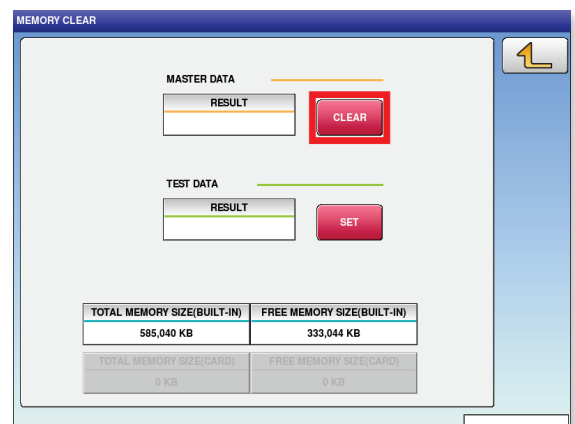 MEMORY CLEAR
MASTER DATA
RESULT
CLEAR
TEST DATA
RESULT
SET
TOTAL MEMORY SIZE(BUILT-IN) FREE MEMORY SIZE(BUILT-IN)
585,040 KB 333,044 KB
TOTAL MEMORY SIZE(CARD) FREE MEMORY SIZE(CARD)
0 KB 0 KB